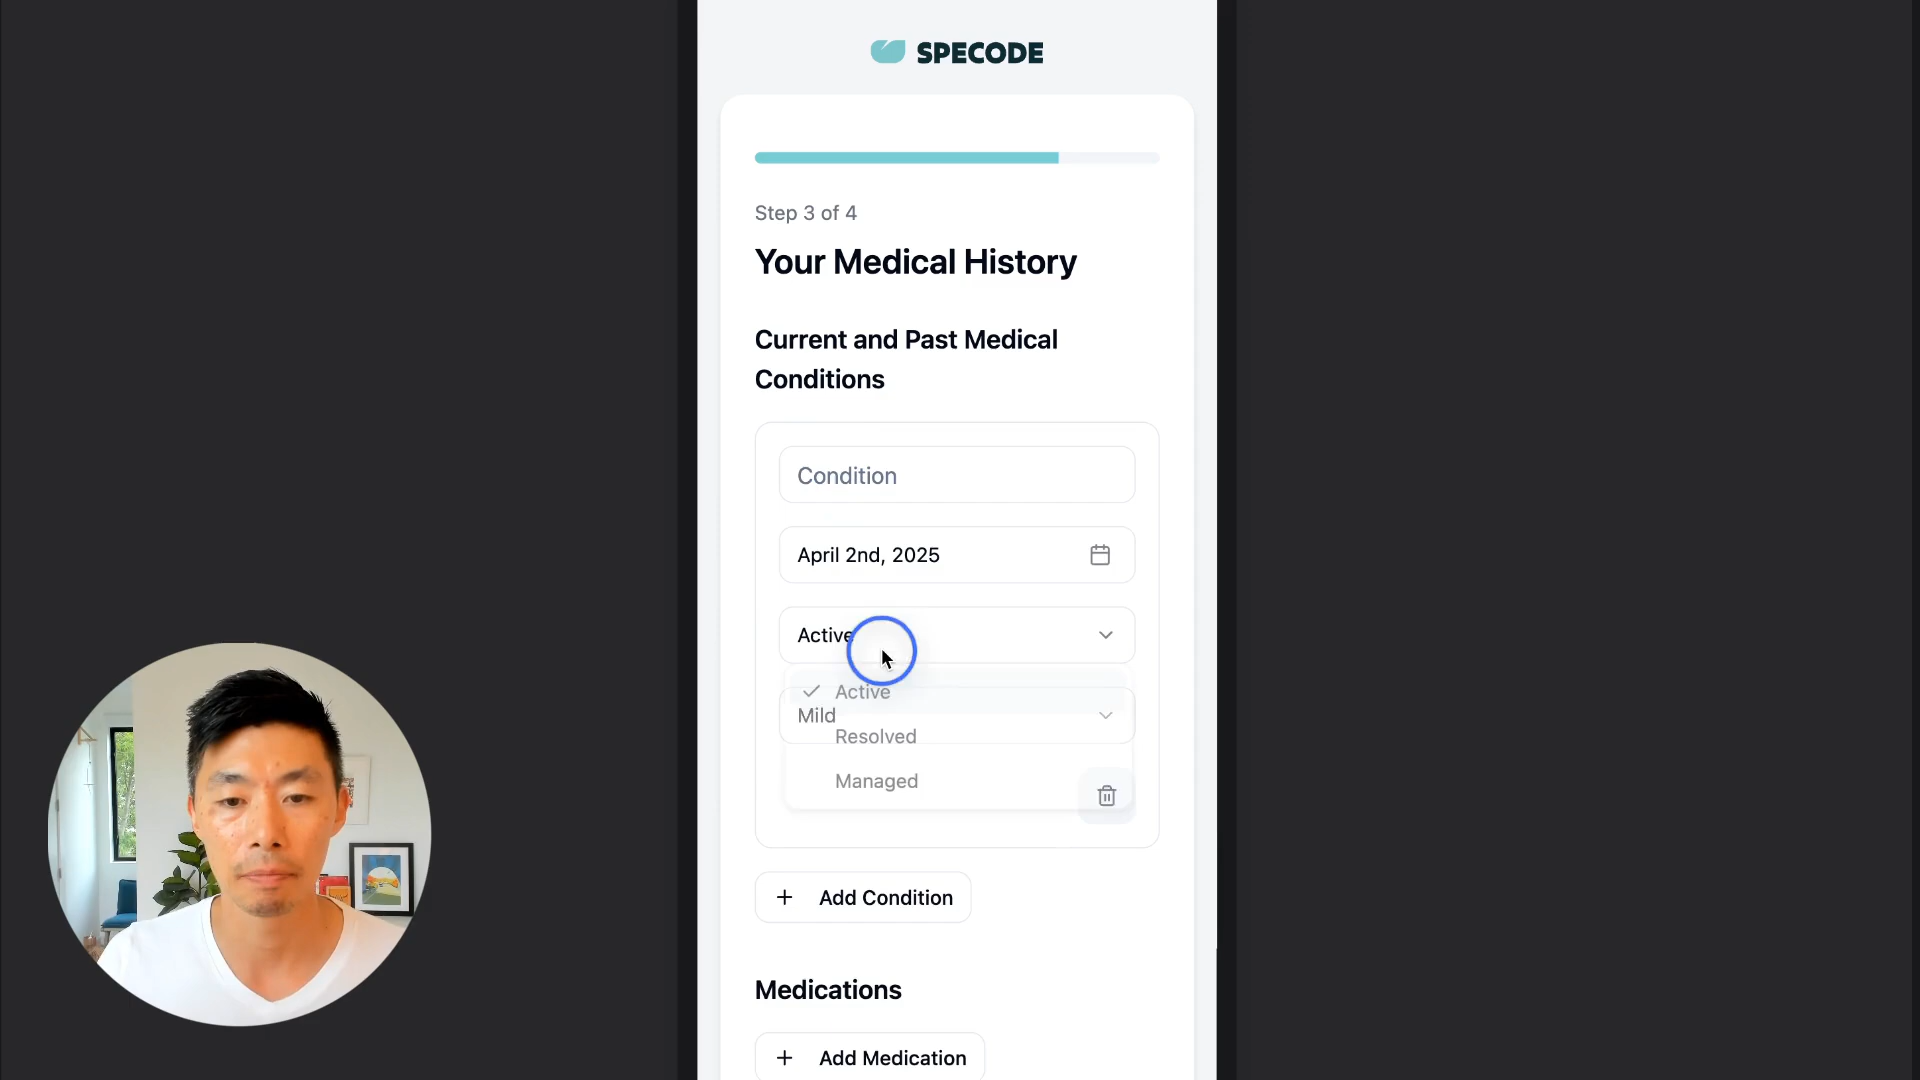 SPECODE
Step 3 of 4
Your Medical History
Current and Past Medical
Conditions
Condition
April 2nd, 2025
Active
Active
Mild
Resolved
Managed
Add Condition
Medications
Add Medication